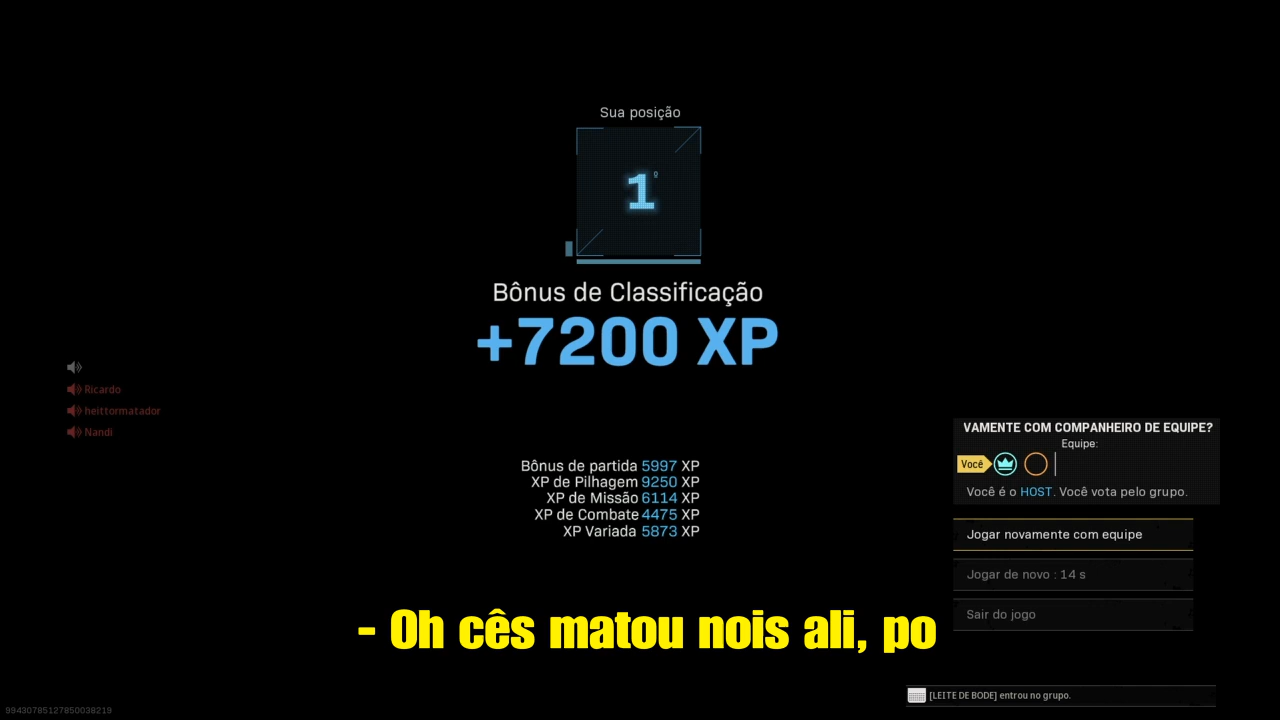 Sua posição
1º
Bônus de Classificação
+7200 XP
Ricardo
heittormatador
Nandi
Bônus de partida 5997 XP
XP de Pilhagem 9250 XP
XP de Missão 6114 XP
XP de Combate 4475 XP
XP Variada 5873 XP
VAMENTE COM COMPANHEIRO DE EQUIPE?
Equipe:
Você
Você é o HOST. Você vota pelo grupo.
Jogar novamente com equipe
Jogar de novo : 14 s
Sair do jogo
- Oh cês matou nois ali, po
[LEITE DE BODE] entrou no grupo.
99430785127850038219